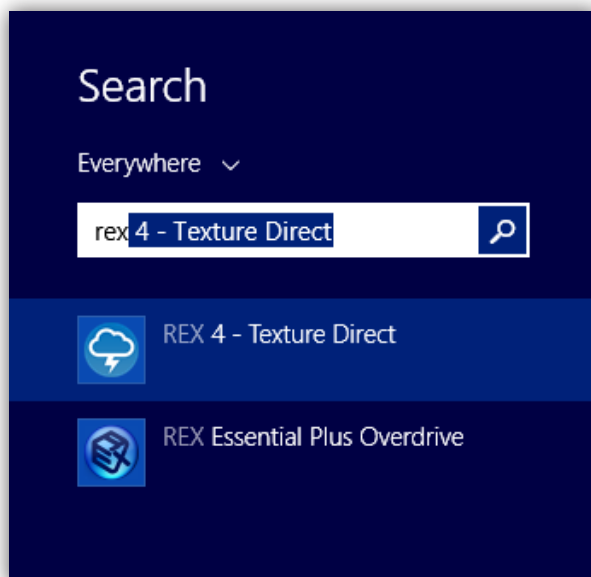 Search
Everywhere
rex 4 - Texture Direct
REX 4 - Texture Direct
REX Essential Plus Overdrive